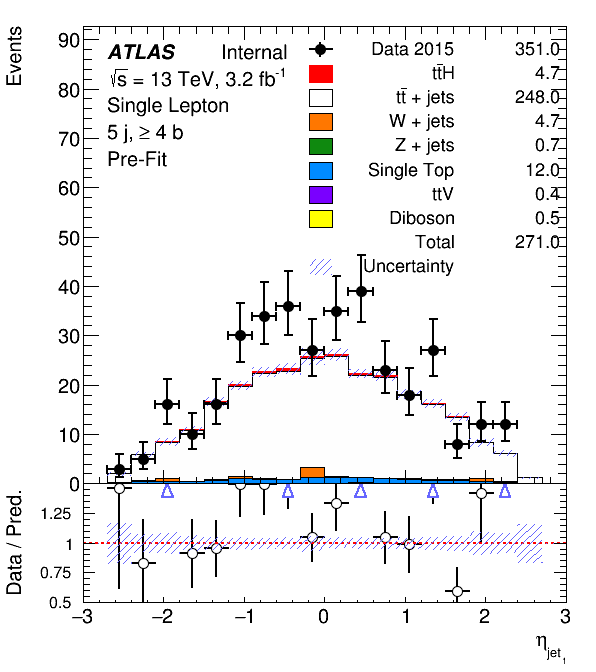 Events
90
80
70
60
50
40
30
20
10
0
ATLAS Internal
√s = 13 TeV, 3.2 fb⁻¹
Single Lepton
5 j, ≥ 4 b
Pre-Fit
Data 2015 351.0
tt̄H 4.7
tt̄ + jets 248.0
W + jets 4.7
Z + jets 0.7
Single Top 12.0
ttV 0.4
Diboson 0.5
Total 271.0
Uncertainty
Data / Pred.
1.25
1
0.75
0.5
−3 −2 −1 0 1 2 3
η_jet₁